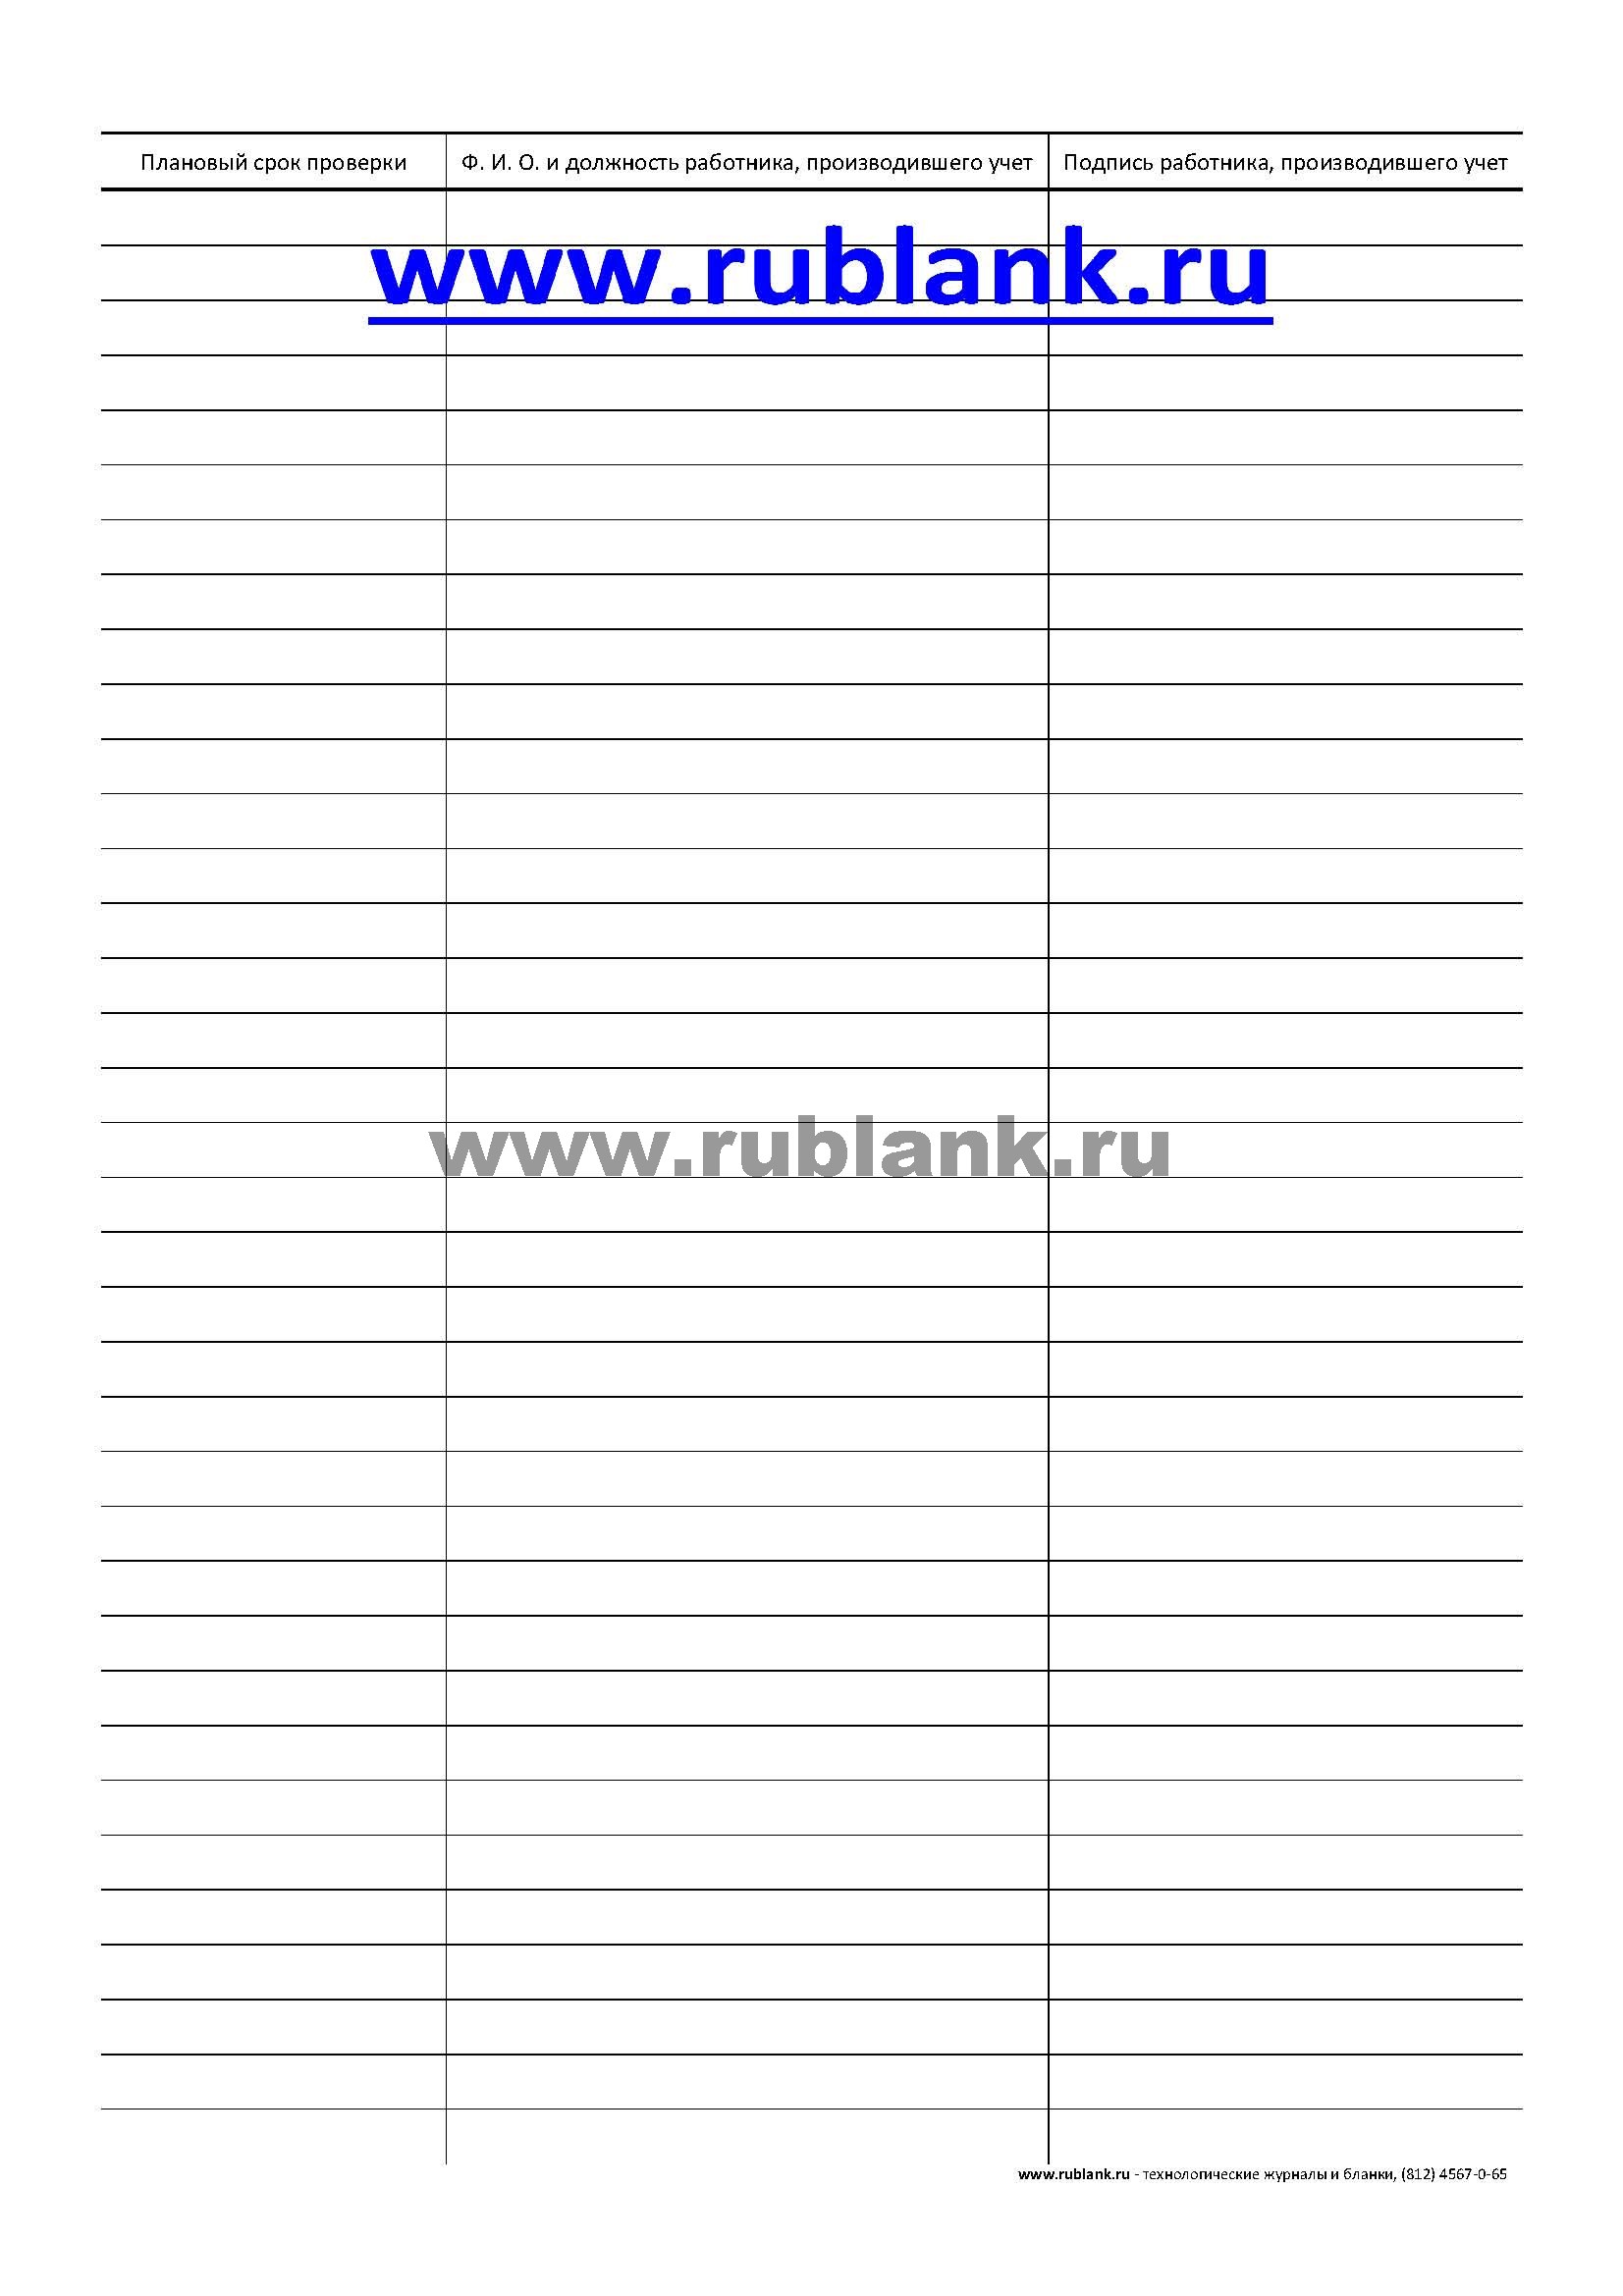 Плановый срок проверки Ф. И. О. и должность работника, производившего учет Подпись работника, производившего учет
www.rublank.ru
www.rublank.ru
www.rublank.ru - технологические журналы и бланки, (812) 4567-0-65